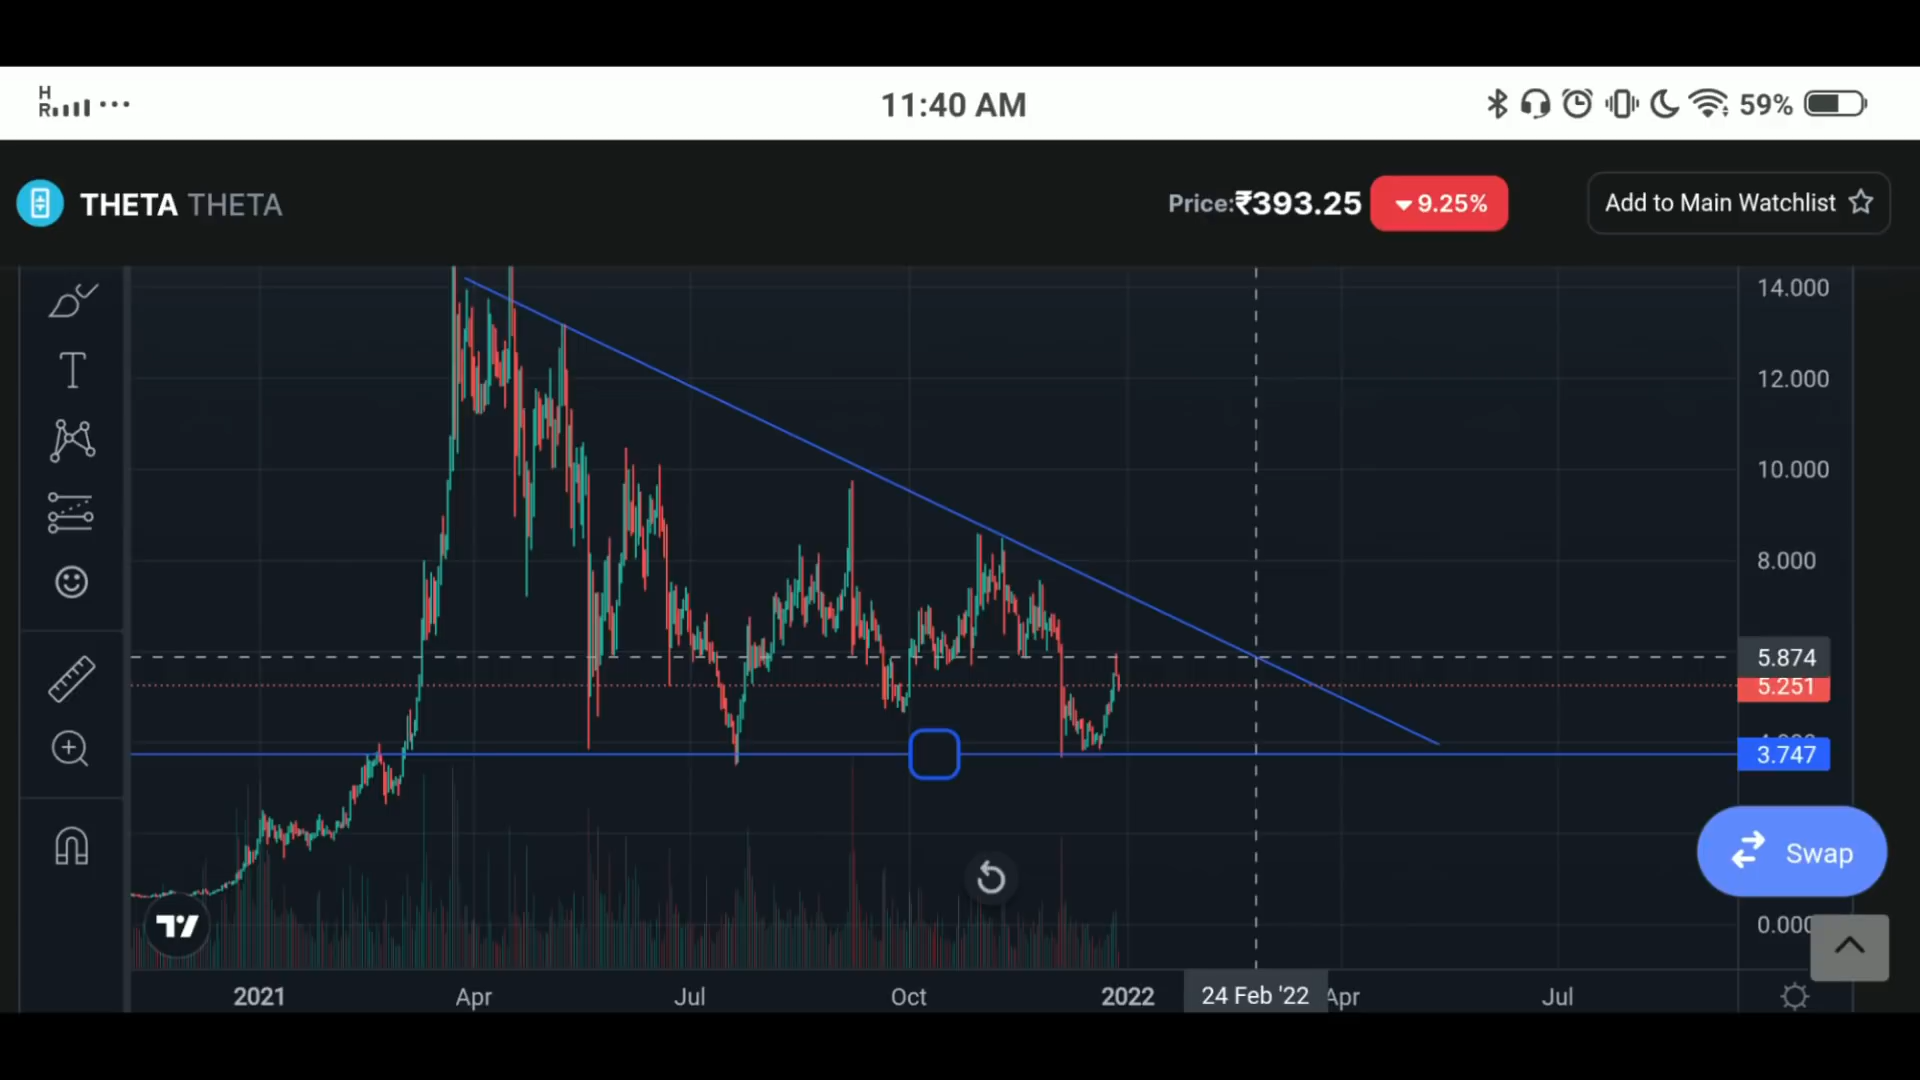 H
R
11:40 AM
59%
THETA THETA
Price:₹393.25
9.25%
Add to Main Watchlist
14.000
12.000
10.000
8.000
5.874
5.251
3.747
Swap
0.000
2021
Apr
Jul
Oct
2022
24 Feb '22
Apr
Jul